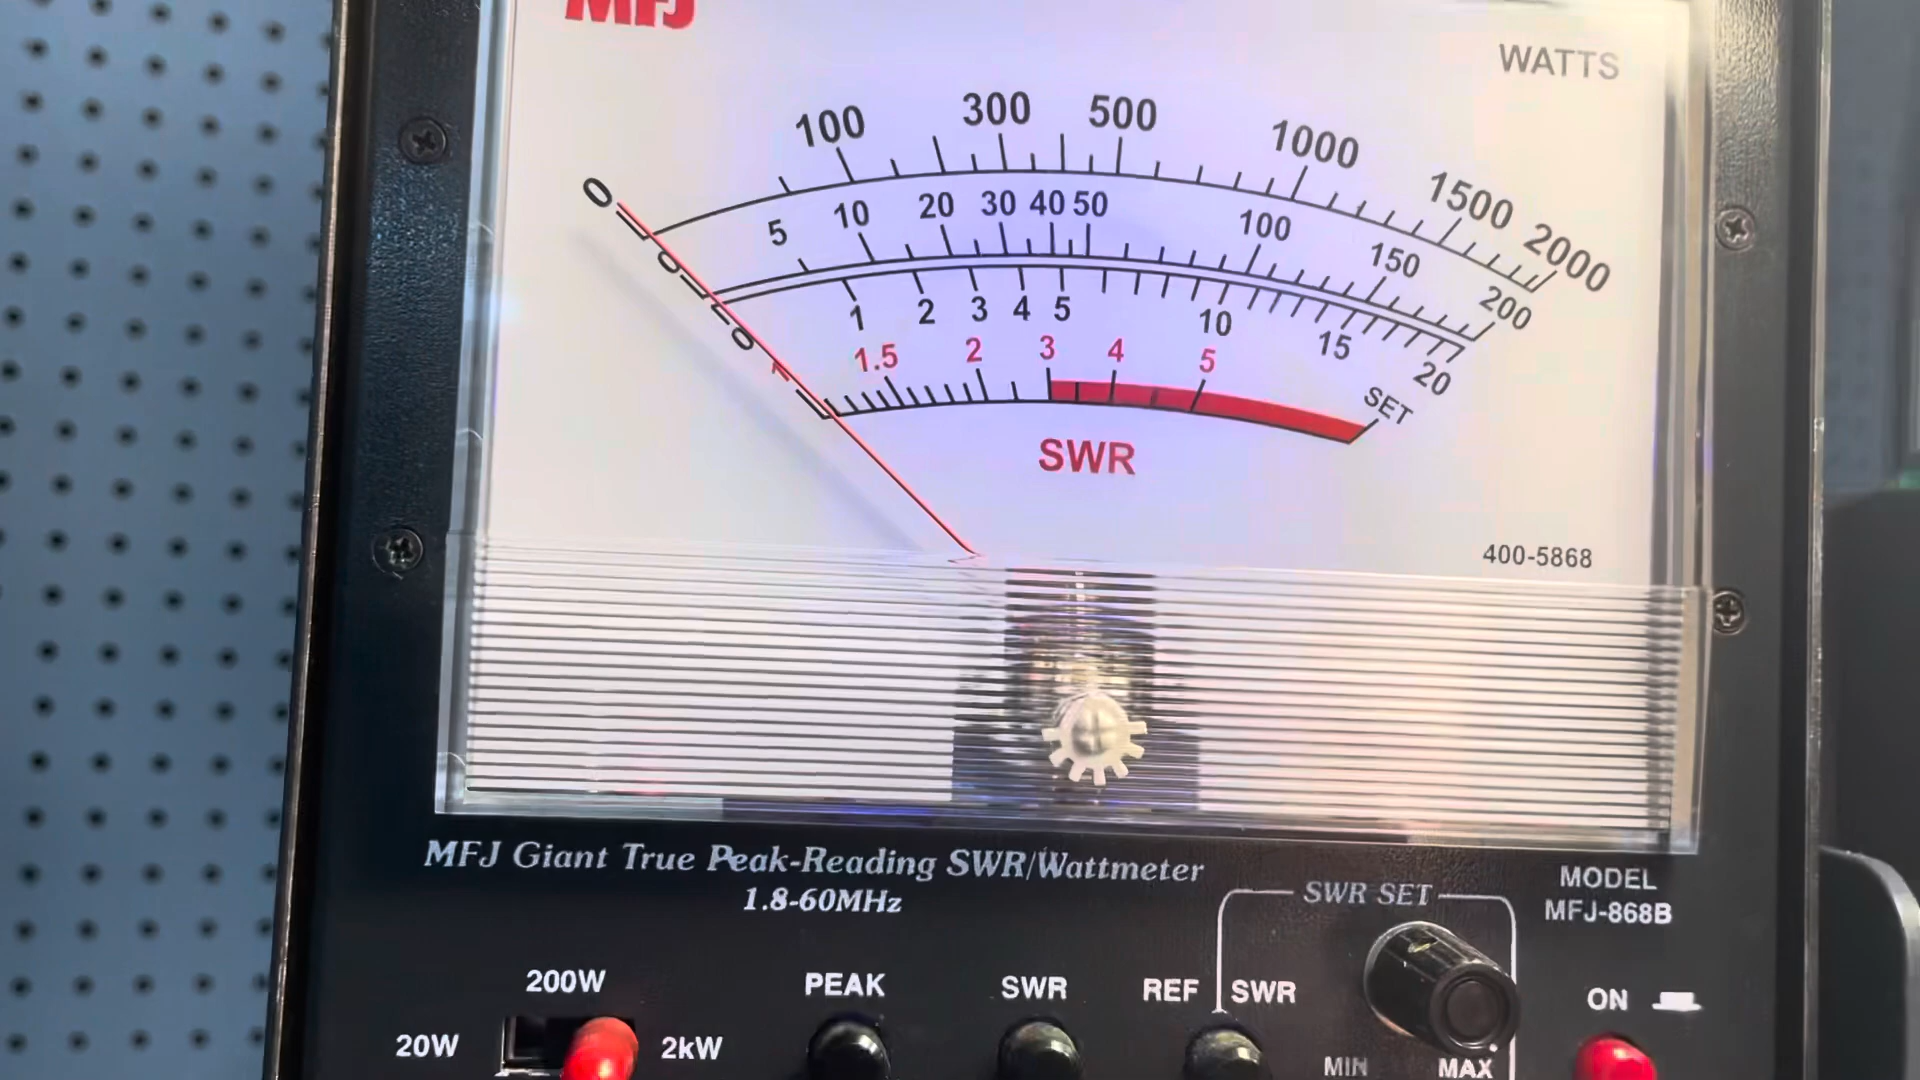 MFJ
WATTS
0 100 300 500 1000 1500 2000
0 5 10 20 30 40 50 100 150 200
0 1 2 3 4 5 10 15 20
1 1.5 2 3 4 5 SET
SWR
400-5868
MFJ Giant True Peak-Reading SWR/Wattmeter
1.8-60MHz
SWR SET
MODEL
MFJ-868B
200W PEAK SWR REF SWR ON
20W 2kW MIN MAX